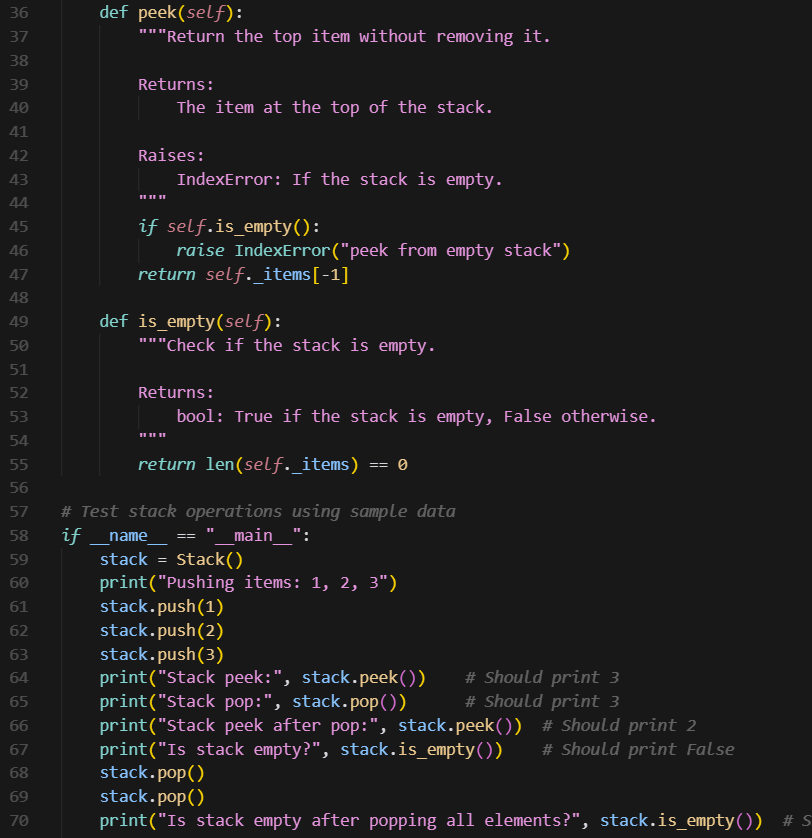 36 def peek(self):
37 """Return the top item without removing it.
38
39 Returns:
40 The item at the top of the stack.
41
42 Raises:
43 IndexError: If the stack is empty.
44 """
45 if self.is_empty():
46 raise IndexError("peek from empty stack")
47 return self._items[-1]
48
49 def is_empty(self):
50 """Check if the stack is empty.
51
52 Returns:
53 bool: True if the stack is empty, False otherwise.
54 """
55 return len(self._items) == 0
56
57 # Test stack operations using sample data
58 if __name__ == "__main__":
59 stack = Stack()
60 print("Pushing items: 1, 2, 3")
61 stack.push(1)
62 stack.push(2)
63 stack.push(3)
64 print("Stack peek:", stack.peek()) # Should print 3
65 print("Stack pop:", stack.pop()) # Should print 3
66 print("Stack peek after pop:", stack.peek()) # Should print 2
67 print("Is stack empty?", stack.is_empty()) # Should print False
68 stack.pop()
69 stack.pop()
70 print("Is stack empty after popping all elements?", stack.is_empty()) #